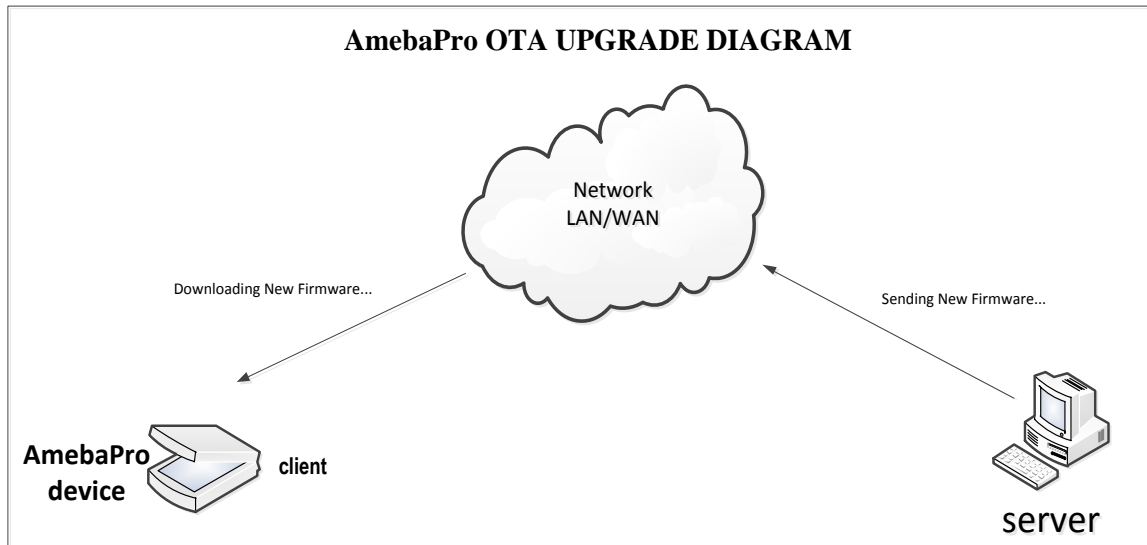 AmebaPro OTA UPGRADE DIAGRAM
Network
LAN/WAN
Downloading New Firmware...
Sending New Firmware...
AmebaPro
device
client
server